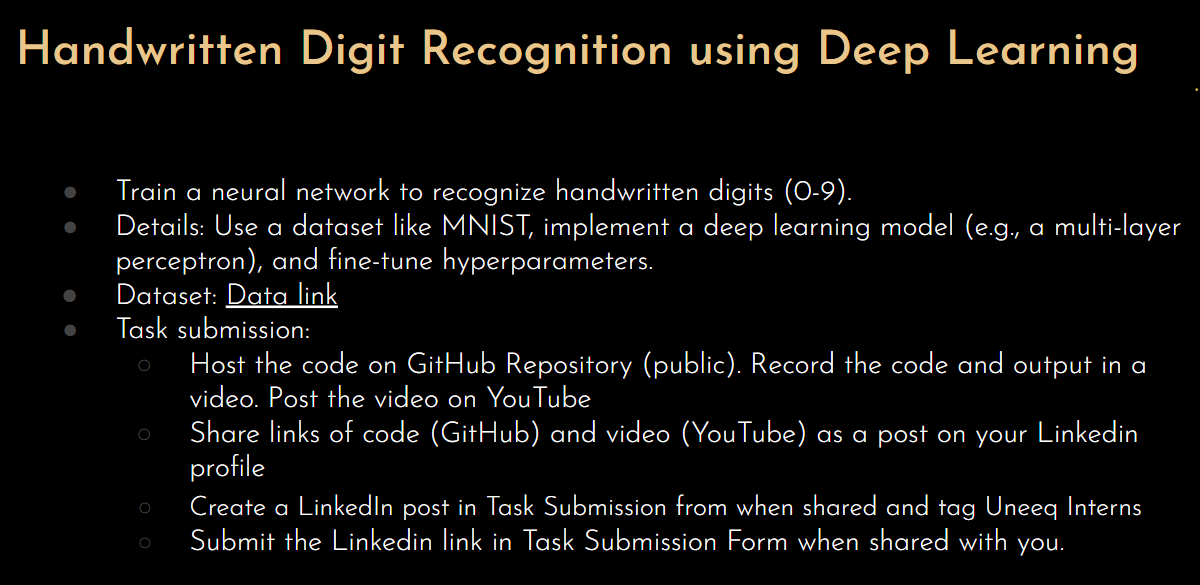 Handwritten Digit Recognition using Deep Learning
● Train a neural network to recognize handwritten digits (0-9).
● Details: Use a dataset like MNIST, implement a deep learning model (e.g., a multi-layer
perceptron), and fine-tune hyperparameters.
● Dataset: Data link
● Task submission:
○ Host the code on GitHub Repository (public). Record the code and output in a
video. Post the video on YouTube
○ Share links of code (GitHub) and video (YouTube) as a post on your Linkedin
profile
○ Create a LinkedIn post in Task Submission from when shared and tag Uneeq Interns
○ Submit the Linkedin link in Task Submission Form when shared with you.